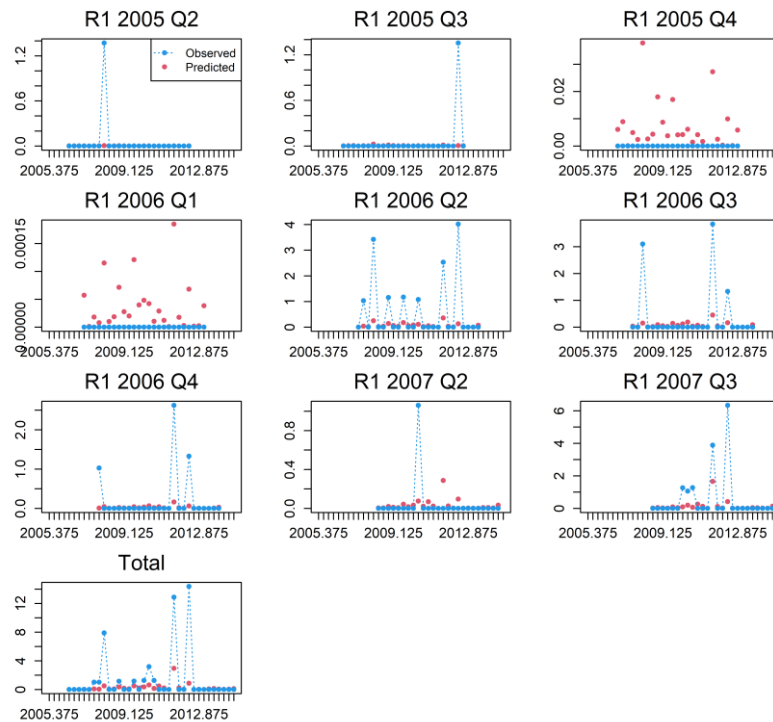 R1 2005 Q2
R1 2005 Q3
R1 2005 Q4
0.0 0.6 1.2
Observed
Predicted
2005.375 2009.125 2012.875
0.0 0.6 1.2
2005.375 2009.125 2012.875
0.00 0.02
2005.375 2009.125 2012.875
R1 2006 Q1
R1 2006 Q2
R1 2006 Q3
0.00000 0.00015
2005.375 2009.125 2012.875
0 1 2 3 4
2005.375 2009.125 2012.875
0 1 2 3
2005.375 2009.125 2012.875
R1 2006 Q4
R1 2007 Q2
R1 2007 Q3
0.0 1.0 2.0
2005.375 2009.125 2012.875
0.0 0.4 0.8
2005.375 2009.125 2012.875
0 2 4 6
2005.375 2009.125 2012.875
Total
0 4 8 12
2005.375 2009.125 2012.875